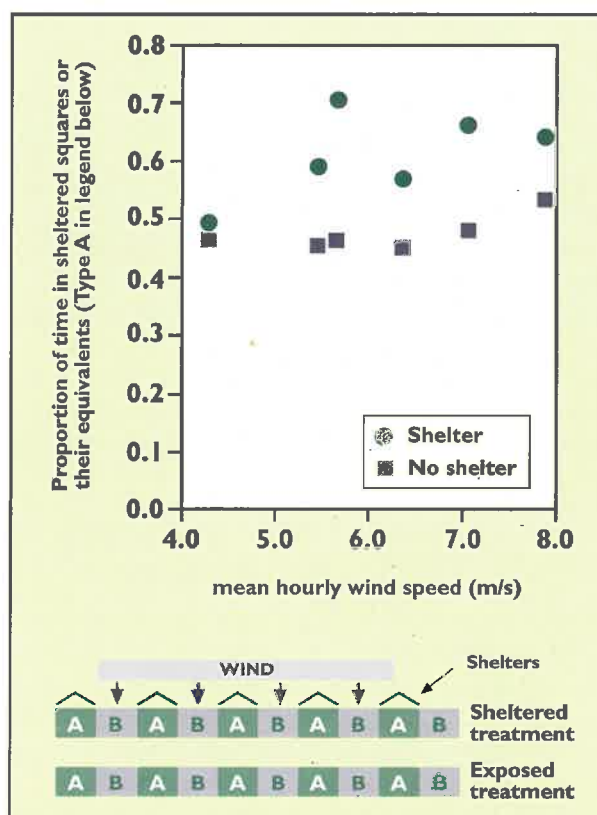 0.8
0.7
0.6
0.5
0.4
0.3
0.2
0.1
0.0
Proportion of time in sheltered squares or
their equivalents (Type A in legend below)
Shelter
No shelter
4.0 5.0 6.0 7.0 8.0
mean hourly wind speed (m/s)
WIND
Shelters
A B A B A B A B A B
Sheltered
treatment
A B A B A B A B A B
Exposed
treatment